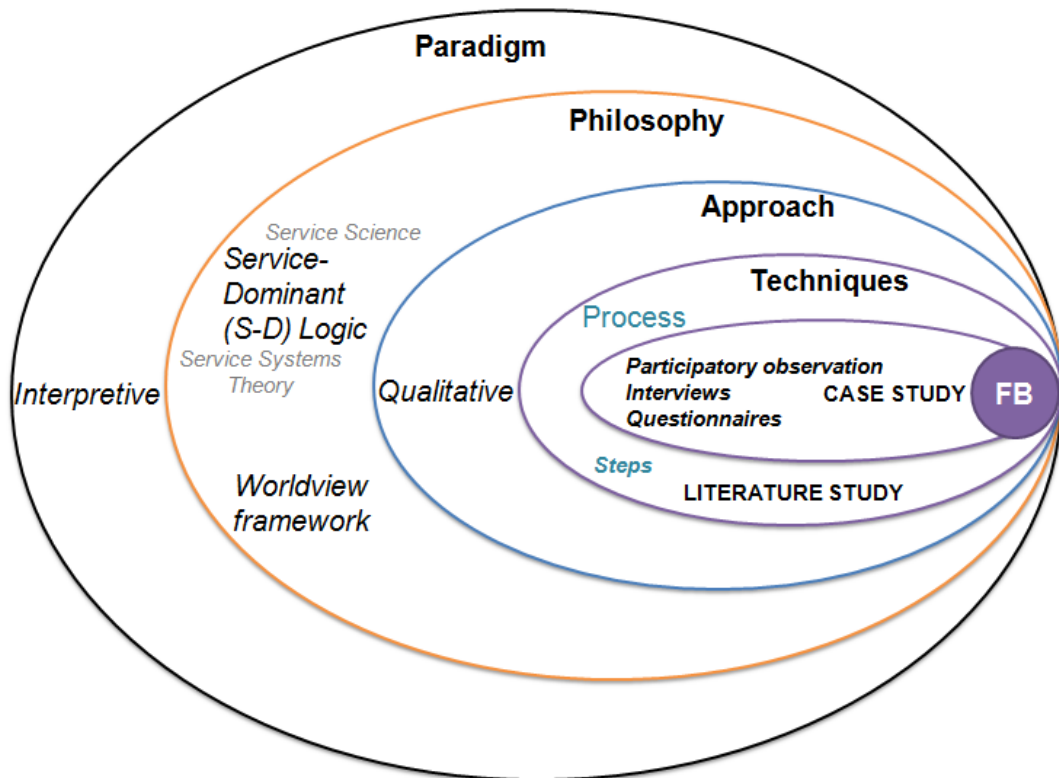 Paradigm
Philosophy
Approach
Service Science
Service-
Dominant
(S-D) Logic
Techniques
Process
Service Systems
Theory
Interpretive
Qualitative
Participatory observation
Interviews
Questionnaires
CASE STUDY
FB
Steps
LITERATURE STUDY
Worldview
framework